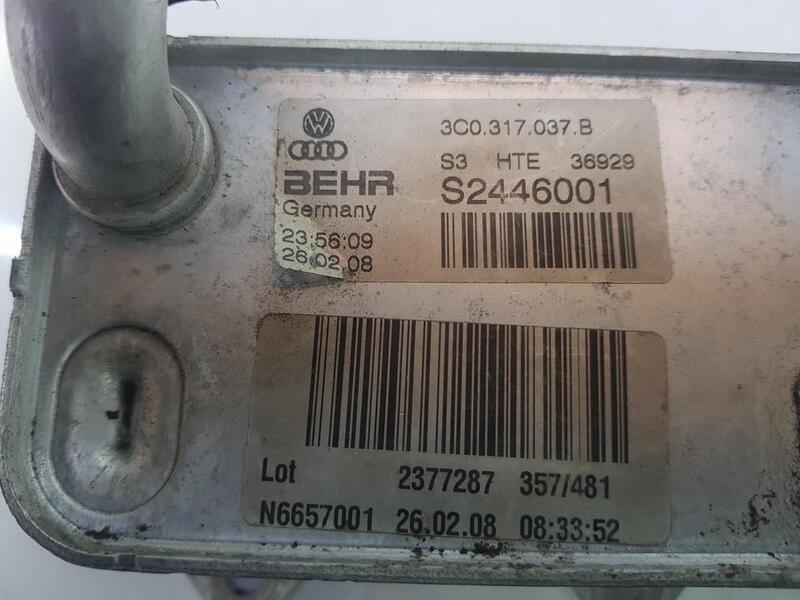 3C0.317.037.B
S3 HTE 36929
BEHR S2446001
Germany
23:56:09
26.02.08
Lot 2377287 357/481
N6657001 26.02.08 08:33:52